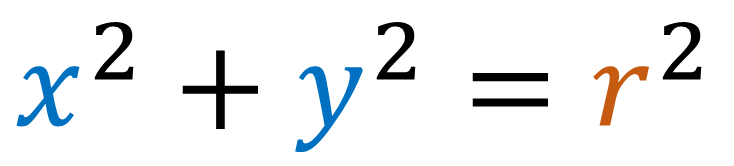 x² + y² = r²